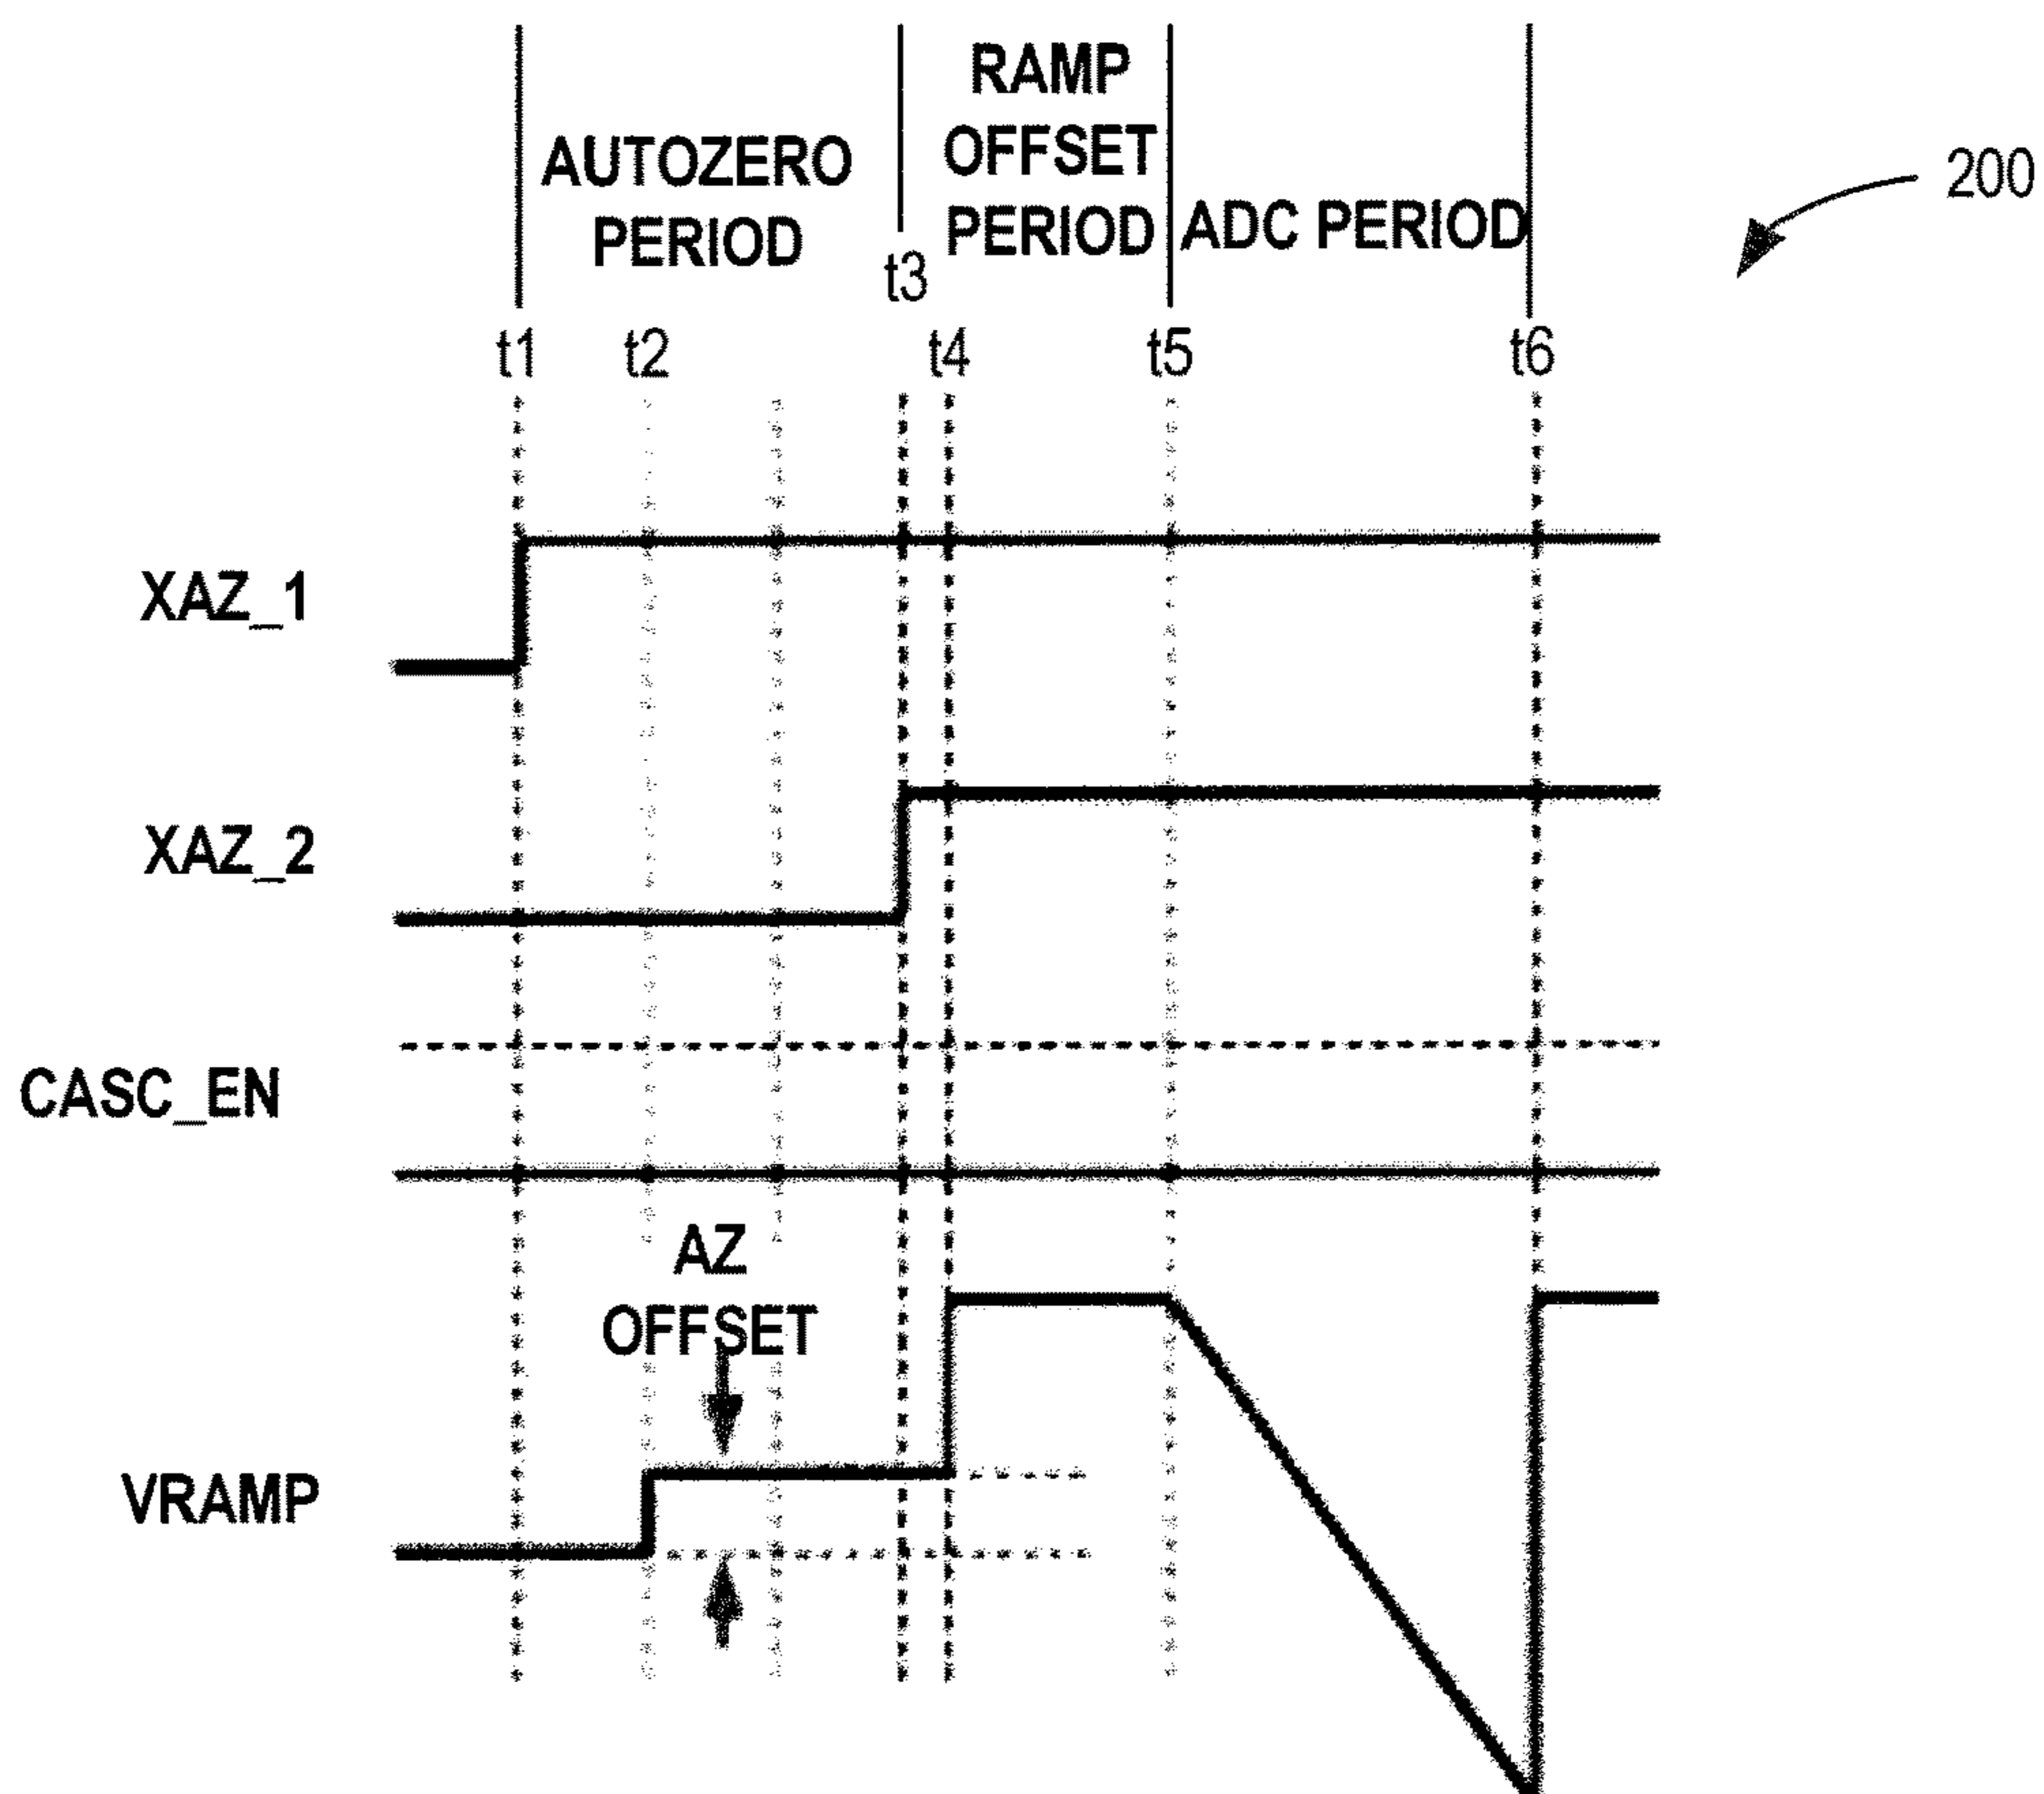 RAMP
OFFSET
PERIOD
AUTOZERO
PERIOD
ADC PERIOD
200
t3
t1
t2
t4
t5
t6
XAZ_1
XAZ_2
CASC_EN
AZ
OFFSET
VRAMP